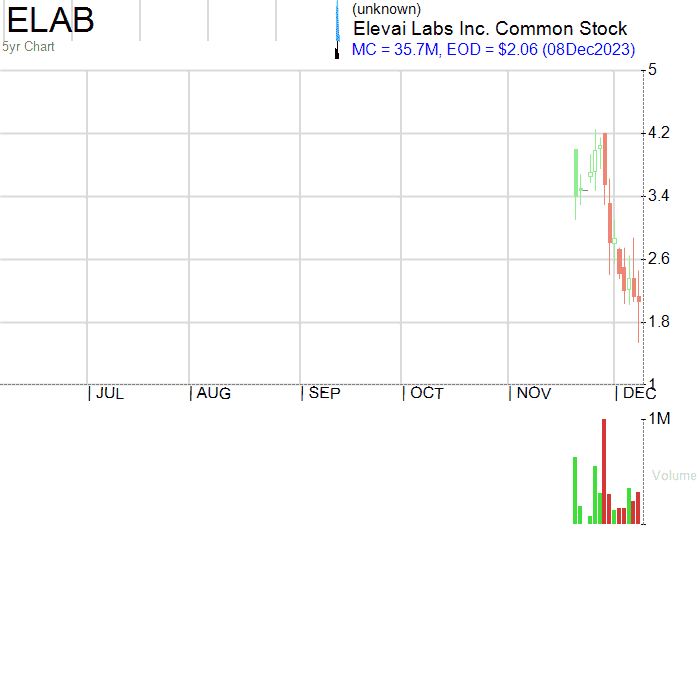 ELAB
(unknown)
Elevai Labs Inc. Common Stock
5yr Chart
MC = 35.7M, EOD = $2.06 (08Dec2023)
5
4.2
3.4
2.6
1.8
1
JUL AUG SEP OCT NOV DEC
1M
Volume